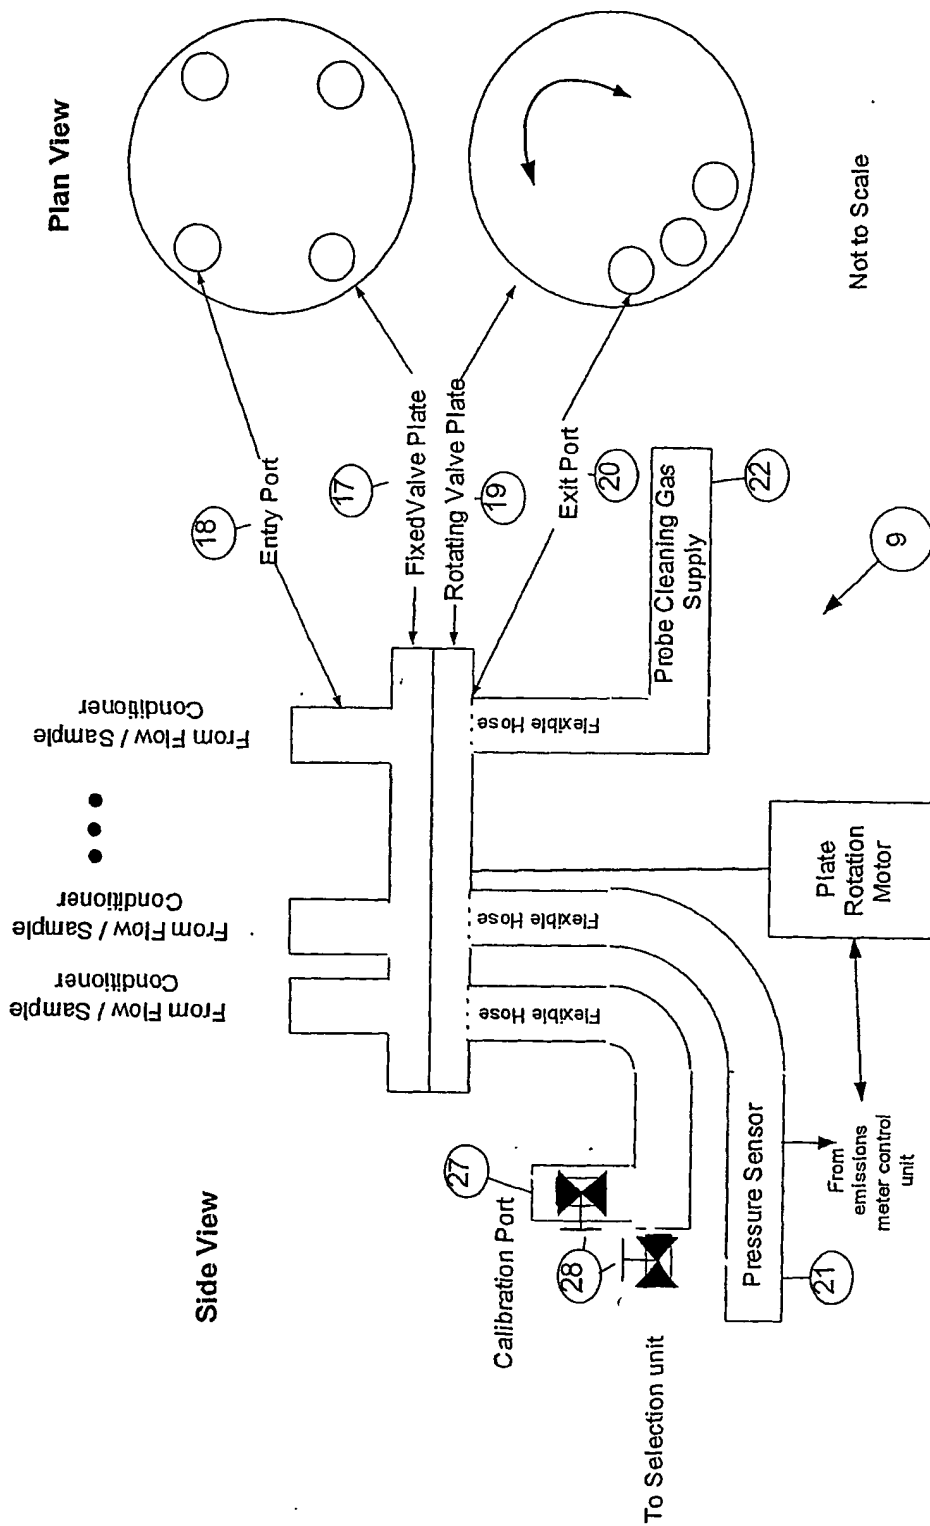 Side View
Plan View
From Flow / Sample
Conditioner
From Flow / Sample
Conditioner
From Flow / Sample
Conditioner
18
Entry Port
17
Fixed Valve Plate
Rotating Valve Plate
19
Exit Port
20
Flexible Hose
Flexible Hose
Flexible Hose
27
Calibration Port
28
To Selection unit
Pressure Sensor
21
From
emissions
meter control
unit
Plate
Rotation
Motor
Probe Cleaning Gas
Supply
22
9
Not to Scale